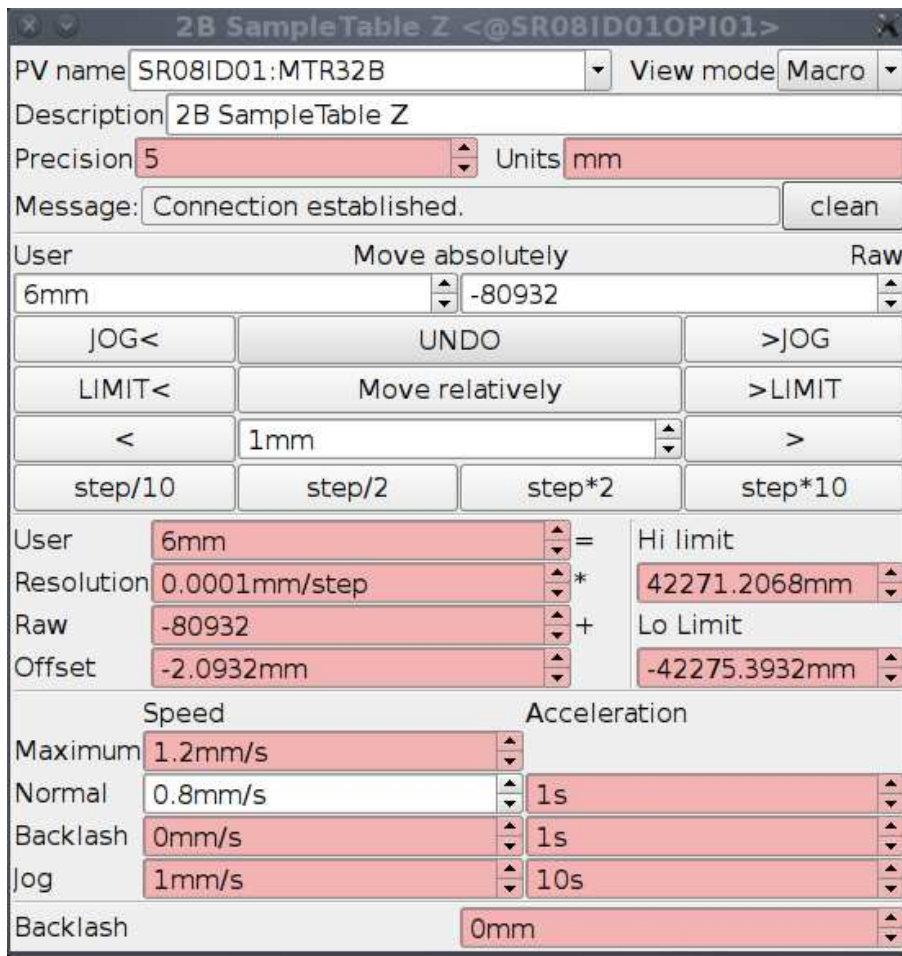 2B SampleTable Z <@SR08ID01OPI01>
PV name SR08ID01:MTR32B View mode Macro
Description 2B SampleTable Z
Precision 5 Units mm
Message: Connection established. clean
User Move absolutely Raw
6mm -80932
JOG< UNDO >JOG
LIMIT< Move relatively >LIMIT
< 1mm >
step/10 step/2 step*2 step*10
User 6mm = Hi limit
Resolution 0.0001mm/step * 42271.2068mm
Raw -80932 + Lo Limit
Offset -2.0932mm -42275.3932mm
Speed Acceleration
Maximum 1.2mm/s
Normal 0.8mm/s 1s
Backlash 0mm/s 1s
Jog 1mm/s 10s
Backlash 0mm